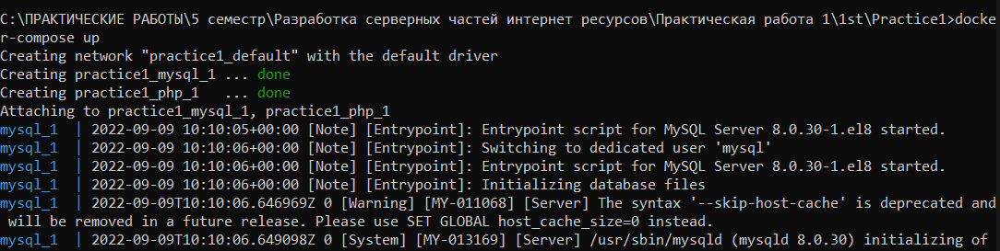 C:\ПРАКТИЧЕСКИЕ РАБОТЫ\5 семестр\Разработка серверных частей интернет ресурсов\Практическая работа 1\1st\Practice1>docke
r-compose up
Creating network "practice1_default" with the default driver
Creating practice1_mysql_1 ... done
Creating practice1_php_1   ... done
Attaching to practice1_mysql_1, practice1_php_1
mysql_1  | 2022-09-09 10:10:05+00:00 [Note] [Entrypoint]: Entrypoint script for MySQL Server 8.0.30-1.el8 started.
mysql_1  | 2022-09-09 10:10:06+00:00 [Note] [Entrypoint]: Switching to dedicated user 'mysql'
mysql_1  | 2022-09-09 10:10:06+00:00 [Note] [Entrypoint]: Entrypoint script for MySQL Server 8.0.30-1.el8 started.
mysql_1  | 2022-09-09 10:10:06+00:00 [Note] [Entrypoint]: Initializing database files
mysql_1  | 2022-09-09T10:10:06.646969Z 0 [Warning] [MY-011068] [Server] The syntax '--skip-host-cache' is deprecated and
 will be removed in a future release. Please use SET GLOBAL host_cache_size=0 instead.
mysql_1  | 2022-09-09T10:10:06.649098Z 0 [System] [MY-013169] [Server] /usr/sbin/mysqld (mysqld 8.0.30) initializing of